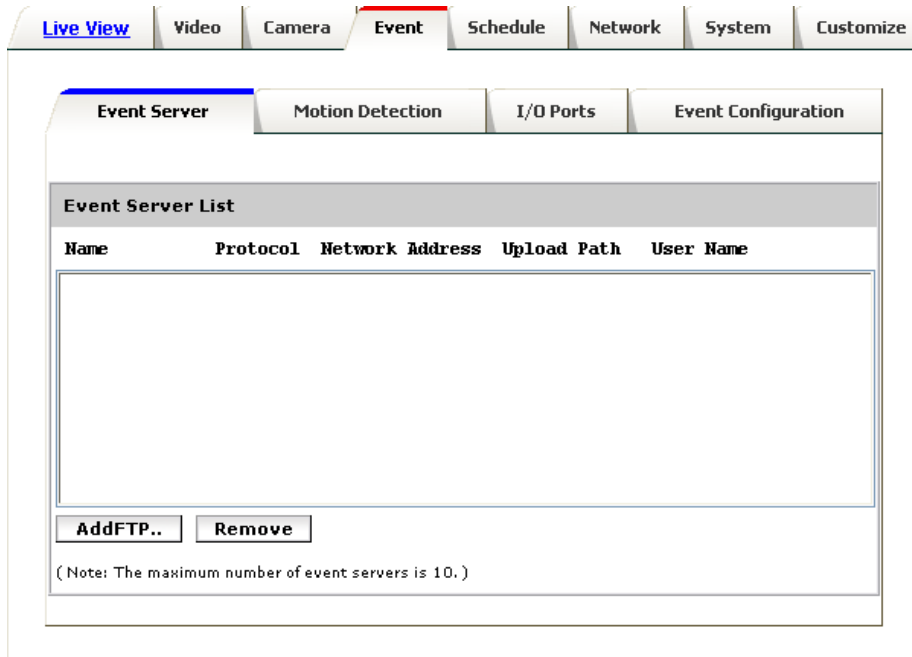 Live View Video Camera Event Schedule Network System Customize
Event Server Motion Detection I/O Ports Event Configuration
Event Server List
Name Protocol Network Address Upload Path User Name
AddFTP.. Remove
( Note: The maximum number of event servers is 10. )